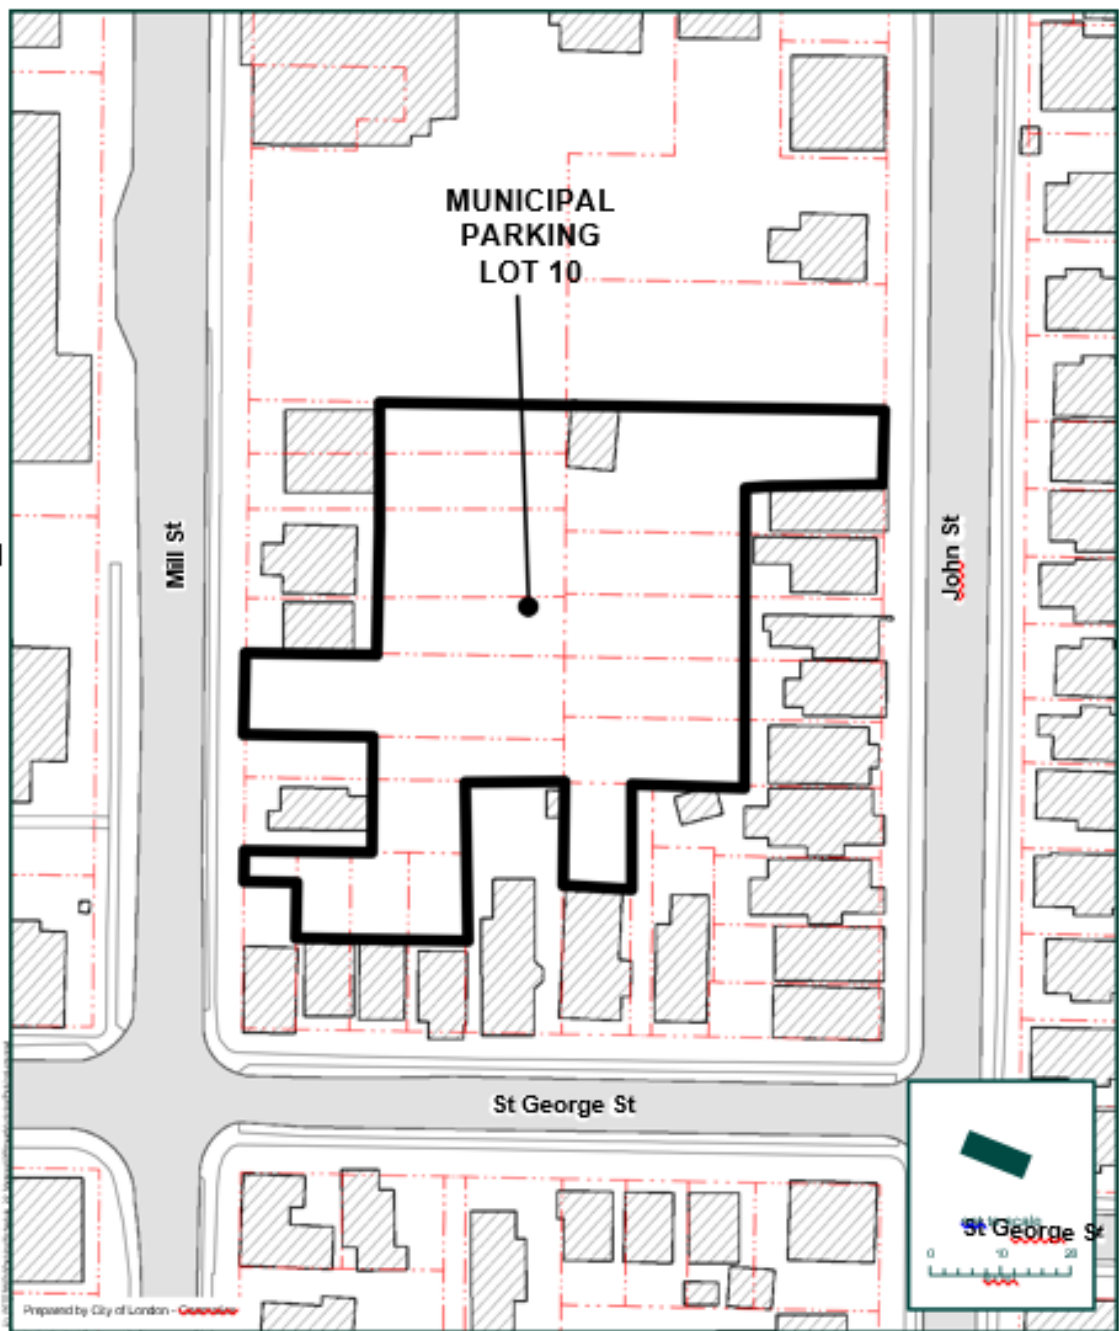 MUNICIPAL
PARKING
LOT 10
Mill St
John St
St George St
St George St
0 10 20
Prepared by City of London -